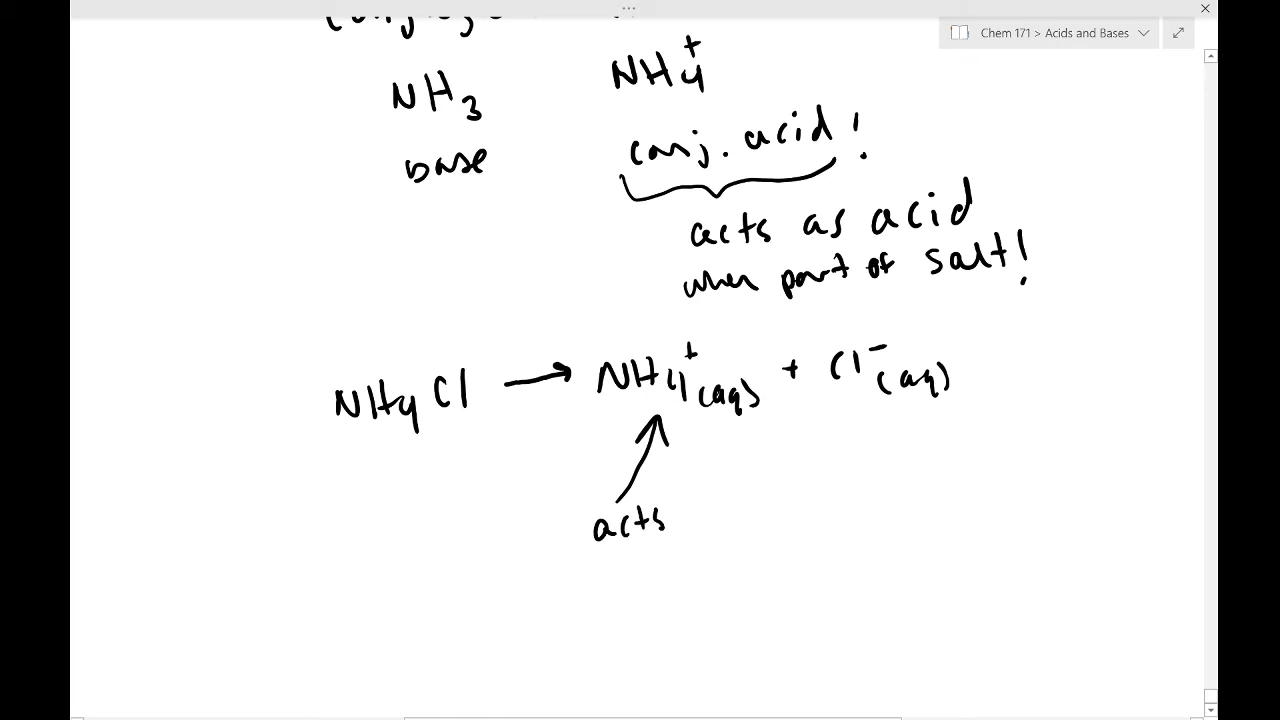 Chem 171 > Acids and Bases
NH3 NH4+
base conj. acid!
acts as acid
when part of salt!
NH4Cl → NH4+(aq) + Cl-(aq)
acts